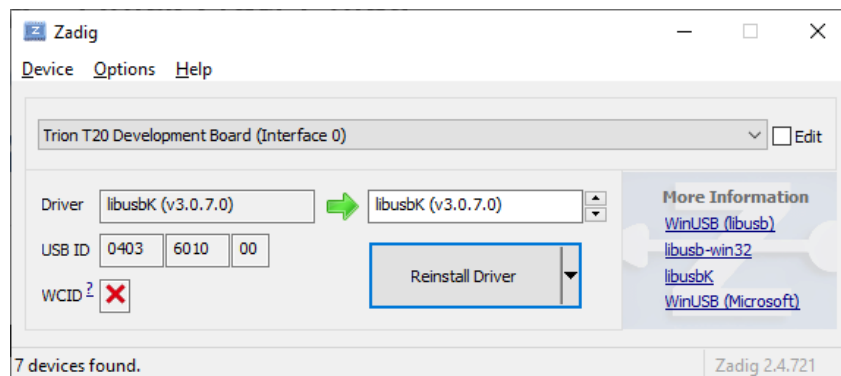 Zadig
Device Options Help
Trion T20 Development Board (Interface 0)
Edit
Driver libusbK (v3.0.7.0) libusbK (v3.0.7.0)
USB ID 0403 6010 00
WCID ?
Reinstall Driver
More Information
WinUSB (libusb)
libusb-win32
libusbK
WinUSB (Microsoft)
7 devices found.
Zadig 2.4.721